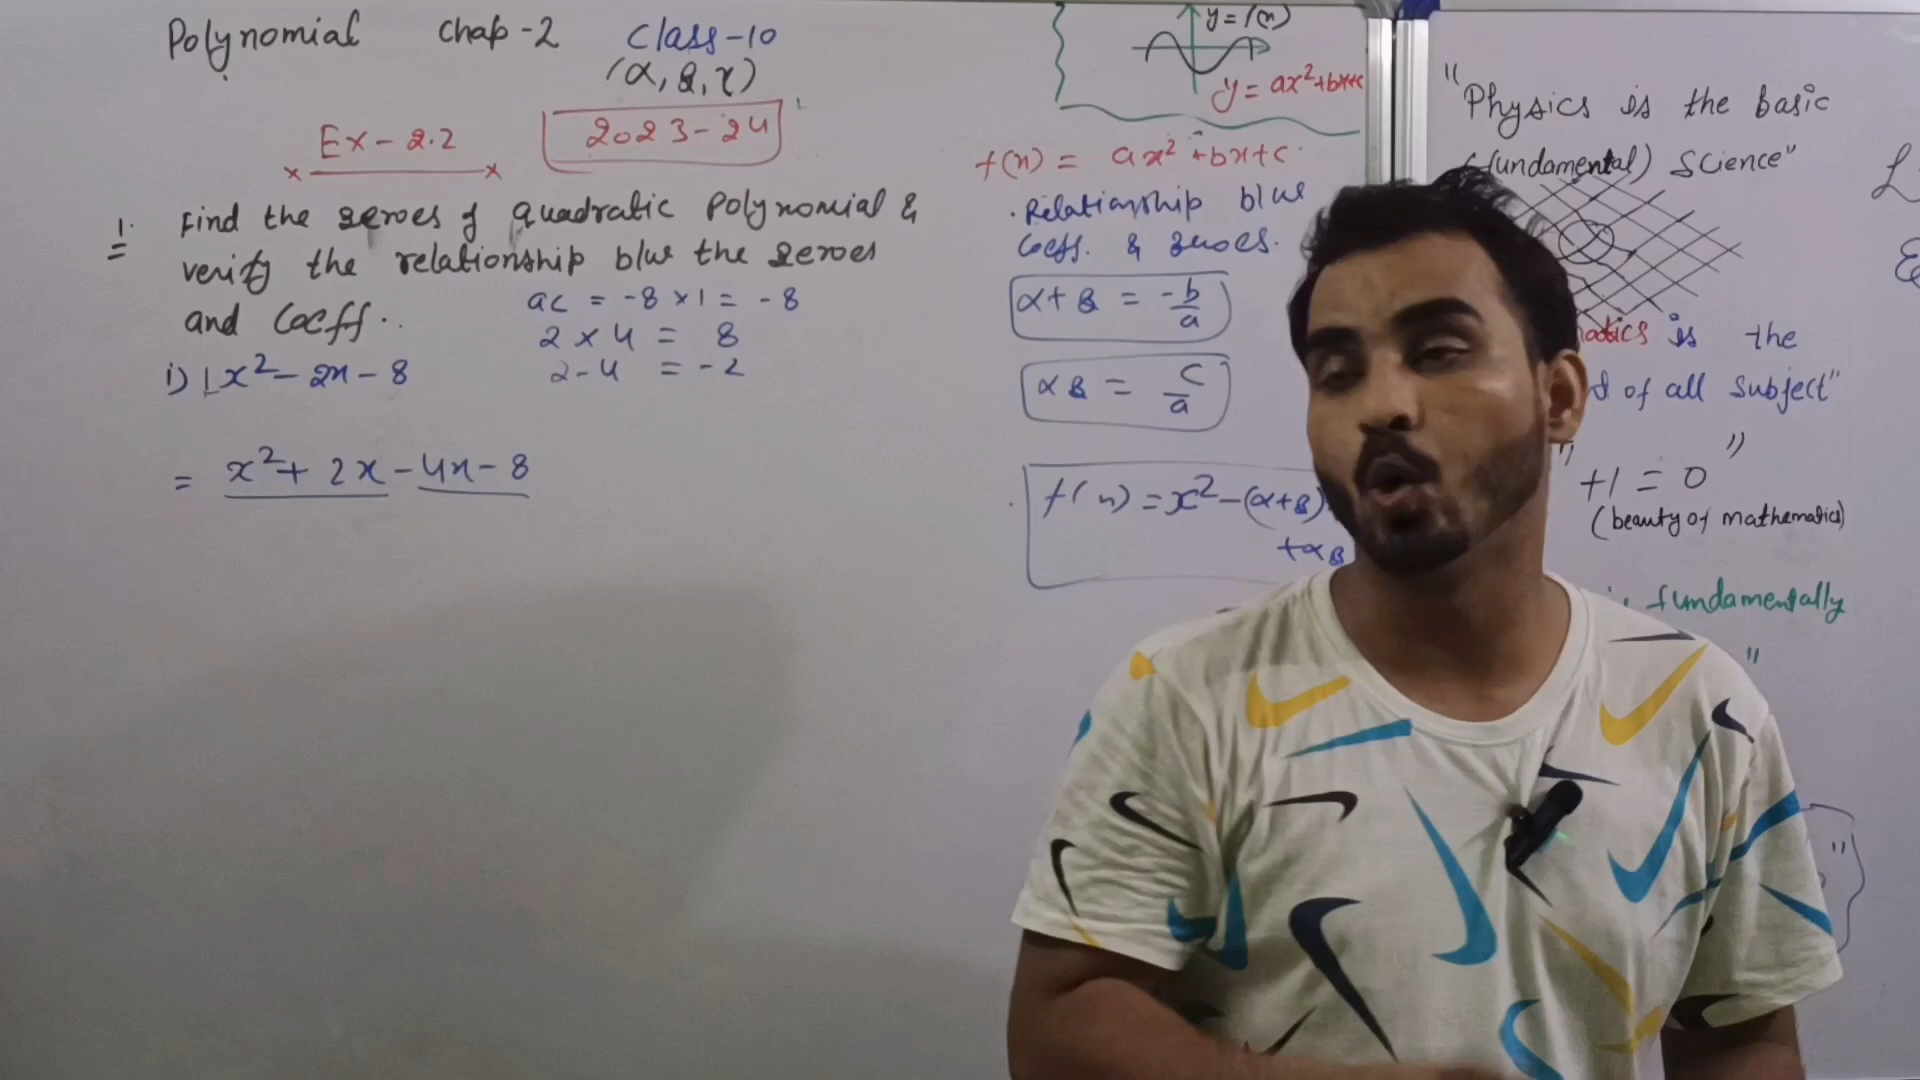 Polynomial Chap-2 Class-10
(α, β, γ)
Ex-2.2 2023-24
1. Find the zeroes of quadratic Polynomial &
verify the relationship b/w the zeroes
and Coeff..
ac = -8 × 1 = -8
2 × 4 = 8
2-4 = -2
i) 1x² - 2x - 8
= x² + 2x - 4x - 8
y = f(x)
y = ax²+bx+c
f(x) = ax²+bx+c
. Relationship b/w
Coeff. & zeroes.
α+β = -b/a
αβ = c/a
. f(x) = x²-(α+β)
+αβ
"Physics is the basic
(fundamental) Science"
is the
of all subject"
+1 = 0"
(beauty of mathematics)
fundamentally
"
"